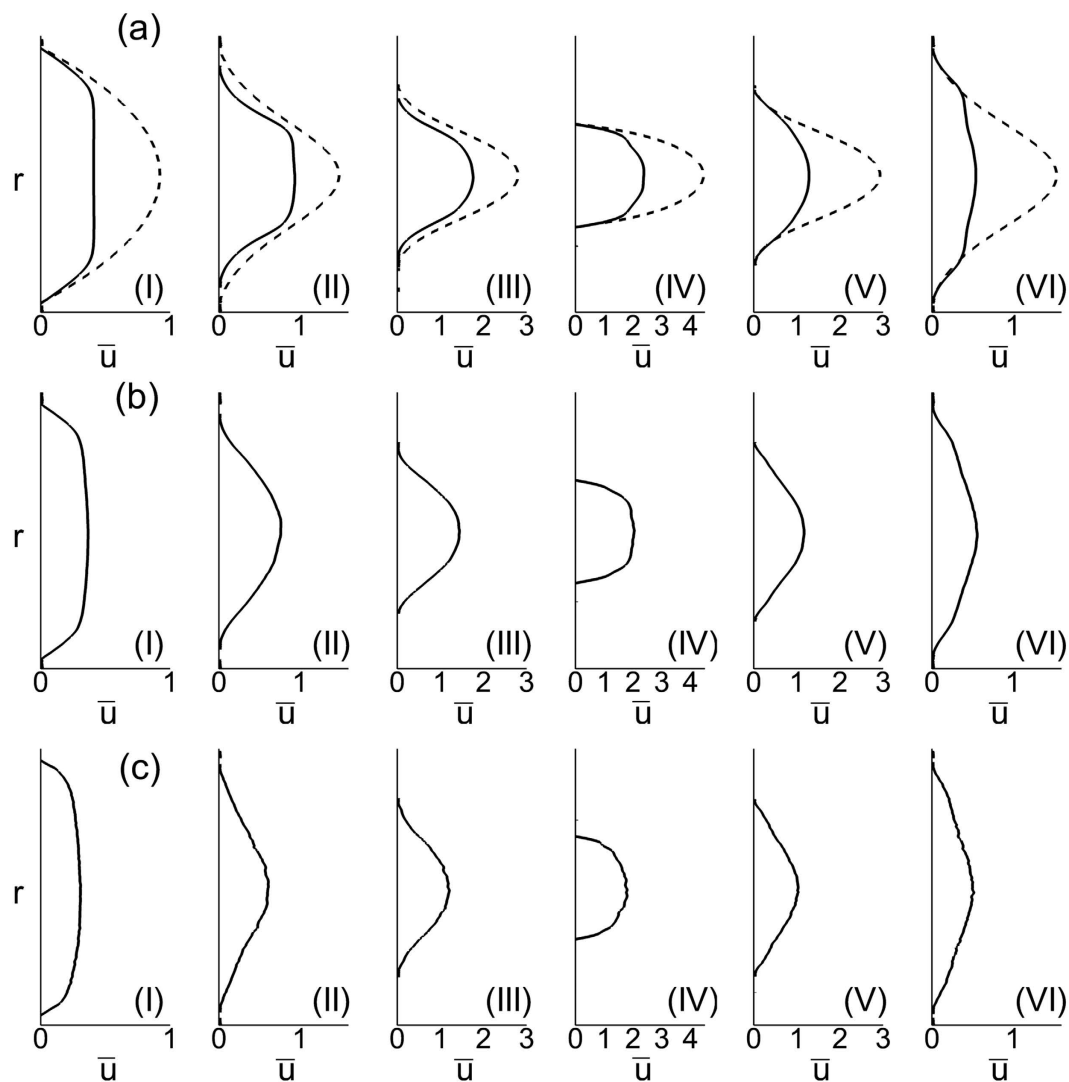 (a)
r
(I) (II) (III) (IV) (V) (VI)
0 1 0 1 0 1 2 3 0 1 2 3 4 0 1 2 3 0 1
u̅ u̅ u̅ u̅ u̅ u̅
(b)
r
(I) (II) (III) (IV) (V) (VI)
0 1 0 1 0 1 2 3 0 1 2 3 4 0 1 2 3 0 1
u̅ u̅ u̅ u̅ u̅ u̅
(c)
r
(I) (II) (III) (IV) (V) (VI)
0 1 0 1 0 1 2 3 0 1 2 3 4 0 1 2 3 0 1
u̅ u̅ u̅ u̅ u̅ u̅